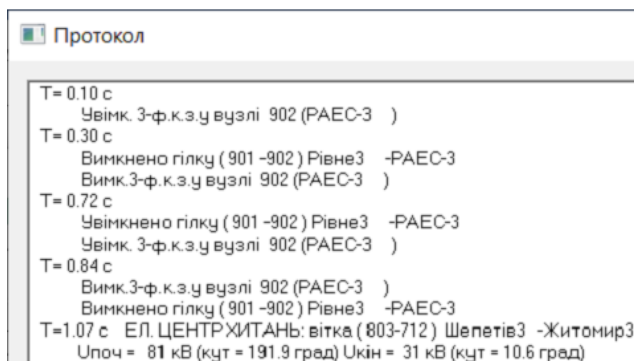 Протокол
T= 0.10 с
Увімк. 3-ф.к.з.у вузлі 902 (РАЕС-3 )
T= 0.30 с
Вимкнено гілку ( 901 –902 ) Рівне3 -РАЕС-3
Вимк.3-ф.к.з.у вузлі 902 (РАЕС-3 )
T= 0.72 с
Увімкнено гілку ( 901 –902 ) Рівне3 -РАЕС-3
Увімк. 3-ф.к.з.у вузлі 902 (РАЕС-3 )
T= 0.84 с
Вимк.3-ф.к.з.у вузлі 902 (РАЕС-3 )
Вимкнено гілку ( 901 –902 ) Рівне3 -РАЕС-3
T=1.07 с ЕЛ. ЦЕНТР ХИТАНЬ: вітка ( 803-712 ) Шепетів3 -Житомир3
Uпоч = 81 кВ (кут = 191.9 град) Uкін = 31 кВ (кут = 10.6 град)